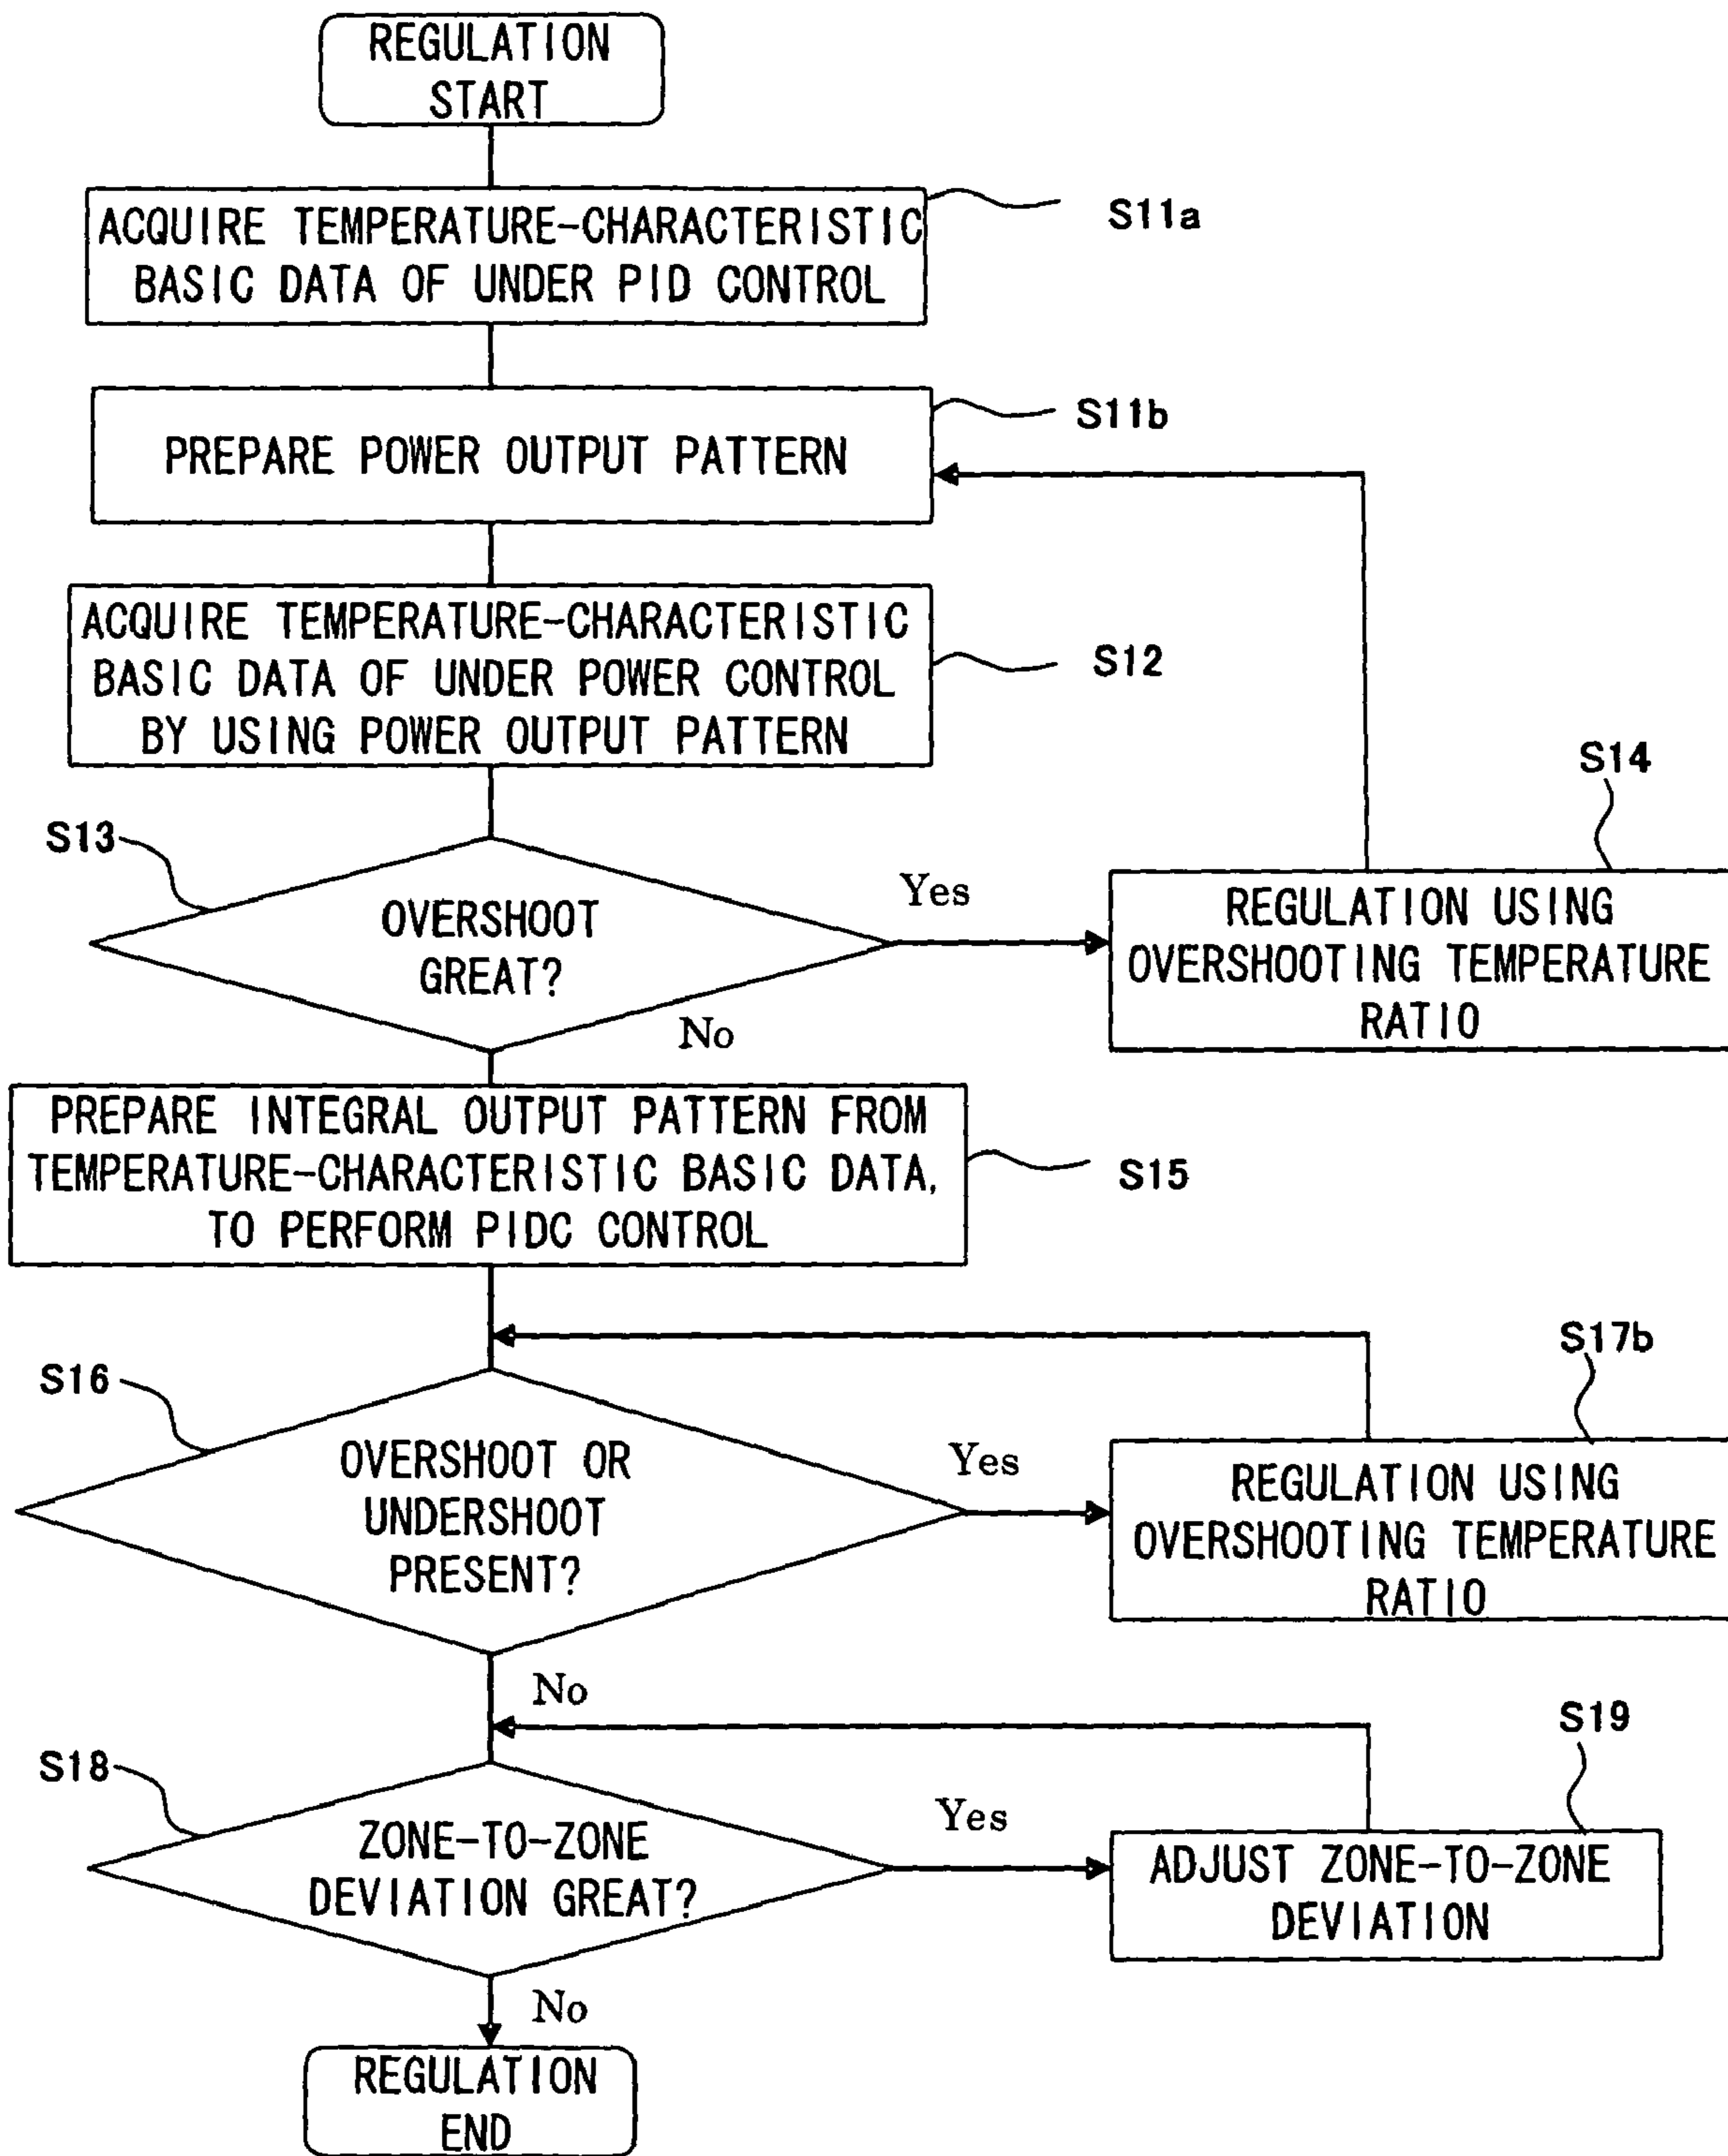 REGULATION
START
ACQUIRE TEMPERATURE-CHARACTERISTIC
BASIC DATA OF UNDER PID CONTROL
S11a
PREPARE POWER OUTPUT PATTERN
S11b
ACQUIRE TEMPERATURE-CHARACTERISTIC
BASIC DATA OF UNDER POWER CONTROL
BY USING POWER OUTPUT PATTERN
S12
S13
OVERSHOOT
GREAT?
Yes
No
S14
REGULATION USING
OVERSHOOTING TEMPERATURE
RATIO
PREPARE INTEGRAL OUTPUT PATTERN FROM
TEMPERATURE-CHARACTERISTIC BASIC DATA,
TO PERFORM PIDC CONTROL
S15
S16
OVERSHOOT OR
UNDERSHOOT
PRESENT?
Yes
No
S17b
REGULATION USING
OVERSHOOTING TEMPERATURE
RATIO
S18
ZONE-TO-ZONE
DEVIATION GREAT?
Yes
No
S19
ADJUST ZONE-TO-ZONE
DEVIATION
REGULATION
END